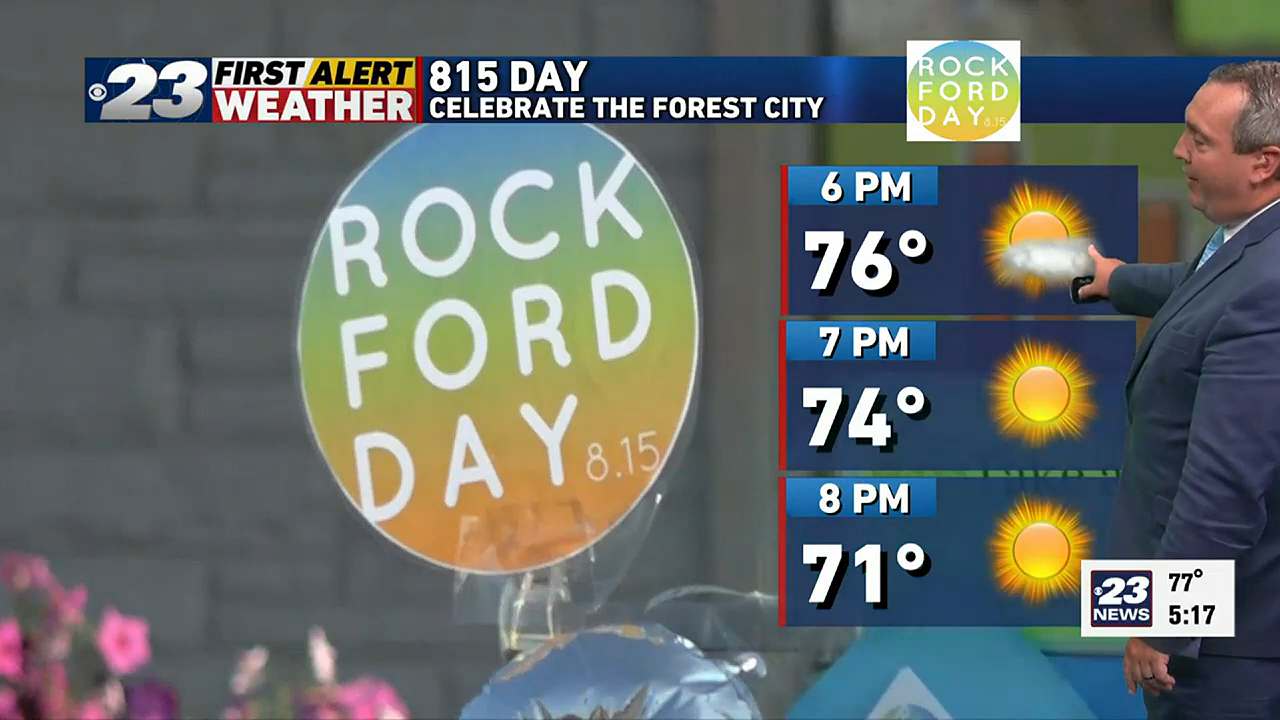 23
FIRST ALERT
WEATHER
815 DAY
CELEBRATE THE FOREST CITY
ROCK
FORD
DAY 8.15
ROCK
FORD
DAY 8.15
6 PM
76°
7 PM
74°
8 PM
71°
23
NEWS
77°
5:17